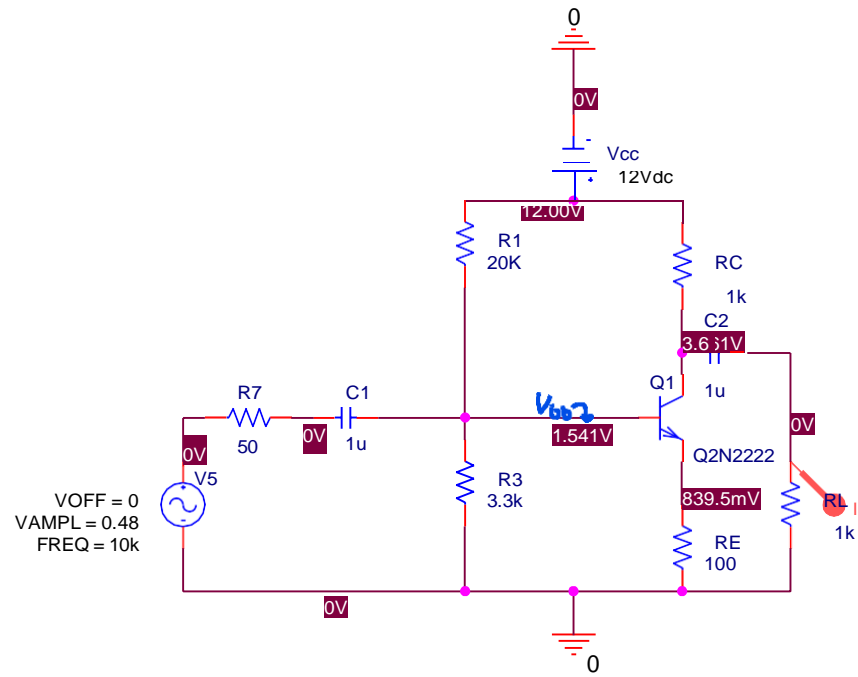 0
0V
Vcc
12Vdc
12.00V
R1
20K
RC
1k
C2
1u
R7
50
0V
C1
1u
0V
Vbb
1.541V
Q1
Q2N2222
0V
V5
VOFF = 0
VAMPL = 0.48
FREQ = 10k
R3
3.3k
839.5mV
RE
100
RL
1k
0V
0